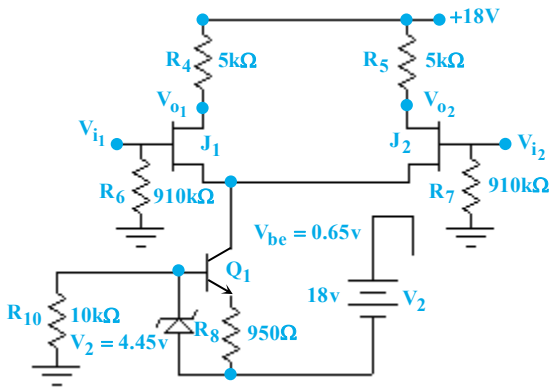 +18V
R4 5kΩ R5 5kΩ
Vo1 Vo2
Vi1 J1 J2 Vi2
R6 910kΩ R7 910kΩ
Vbe = 0.65v
Q1
18v V2
R10 10kΩ R8 950Ω
V2 = 4.45v